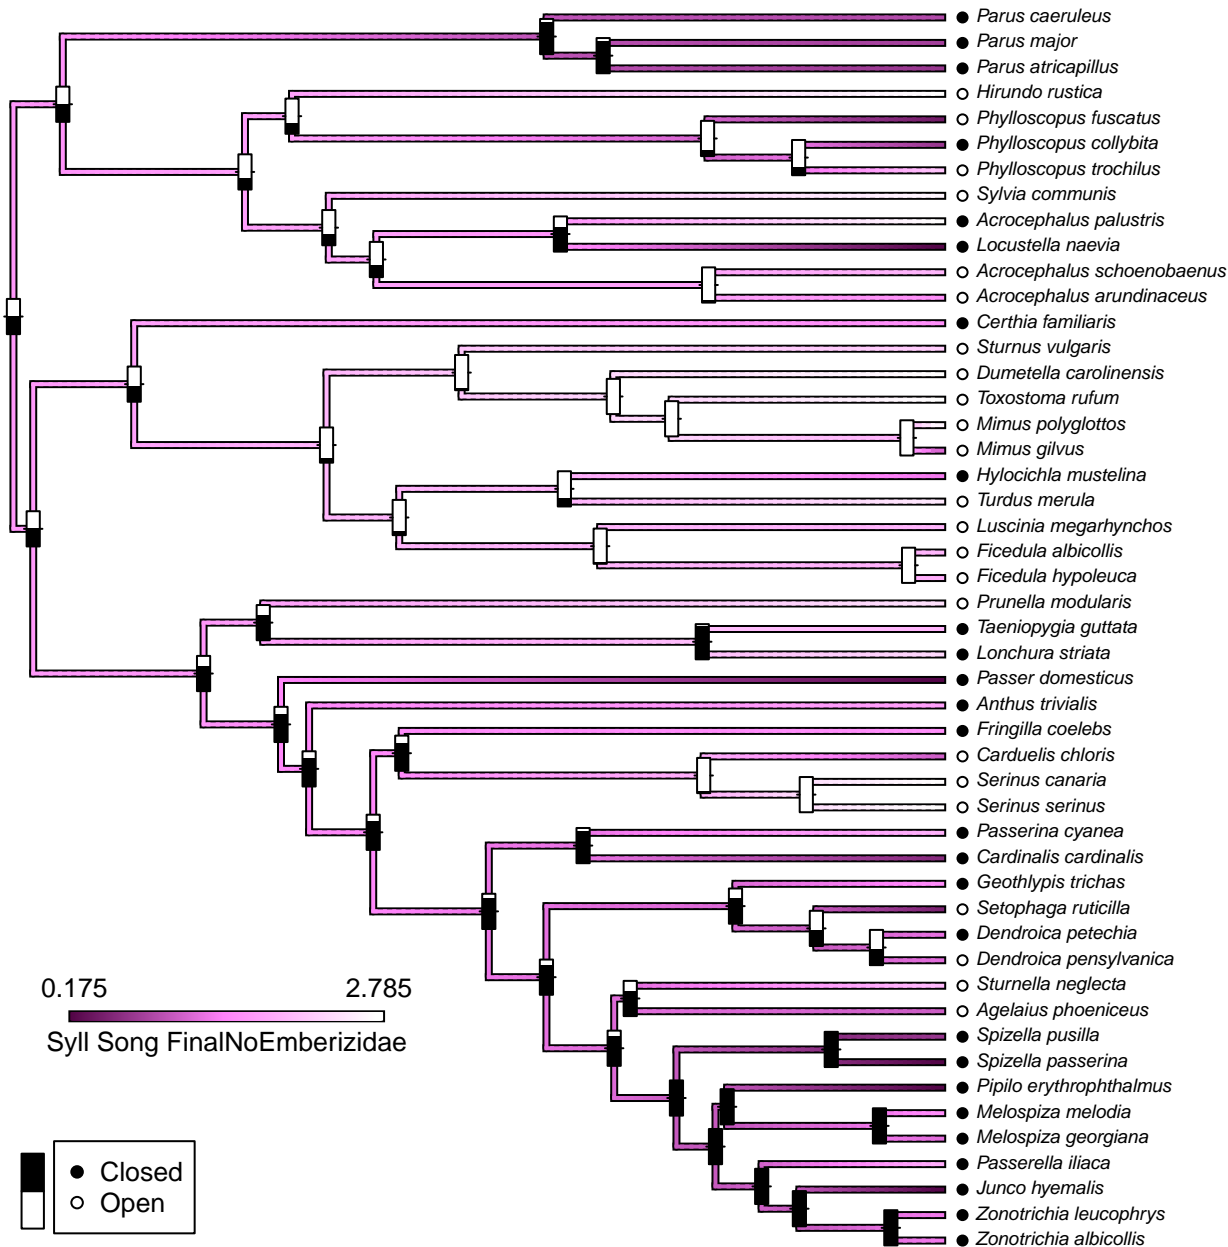 Parus caeruleus
Parus major
Parus atricapillus
Hirundo rustica
Phylloscopus fuscatus
Phylloscopus collybita
Phylloscopus trochilus
Sylvia communis
Acrocephalus palustris
Locustella naevia
Acrocephalus schoenobaenus
Acrocephalus arundinaceus
Certhia familiaris
Sturnus vulgaris
Dumetella carolinensis
Toxostoma rufum
Mimus polyglottos
Mimus gilvus
Hylocichla mustelina
Turdus merula
Luscinia megarhynchos
Ficedula albicollis
Ficedula hypoleuca
Prunella modularis
Taeniopygia guttata
Lonchura striata
Passer domesticus
Anthus trivialis
Fringilla coelebs
Carduelis chloris
Serinus canaria
Serinus serinus
Passerina cyanea
Cardinalis cardinalis
Geothlypis trichas
Setophaga ruticilla
Dendroica petechia
Dendroica pensylvanica
Sturnella neglecta
Agelaius phoeniceus
Spizella pusilla
Spizella passerina
Pipilo erythrophthalmus
Melospiza melodia
Melospiza georgiana
Passerella iliaca
Junco hyemalis
Zonotrichia leucophrys
Zonotrichia albicollis
0.175 2.785
Syll Song FinalNoEmberizidae
Closed
Open